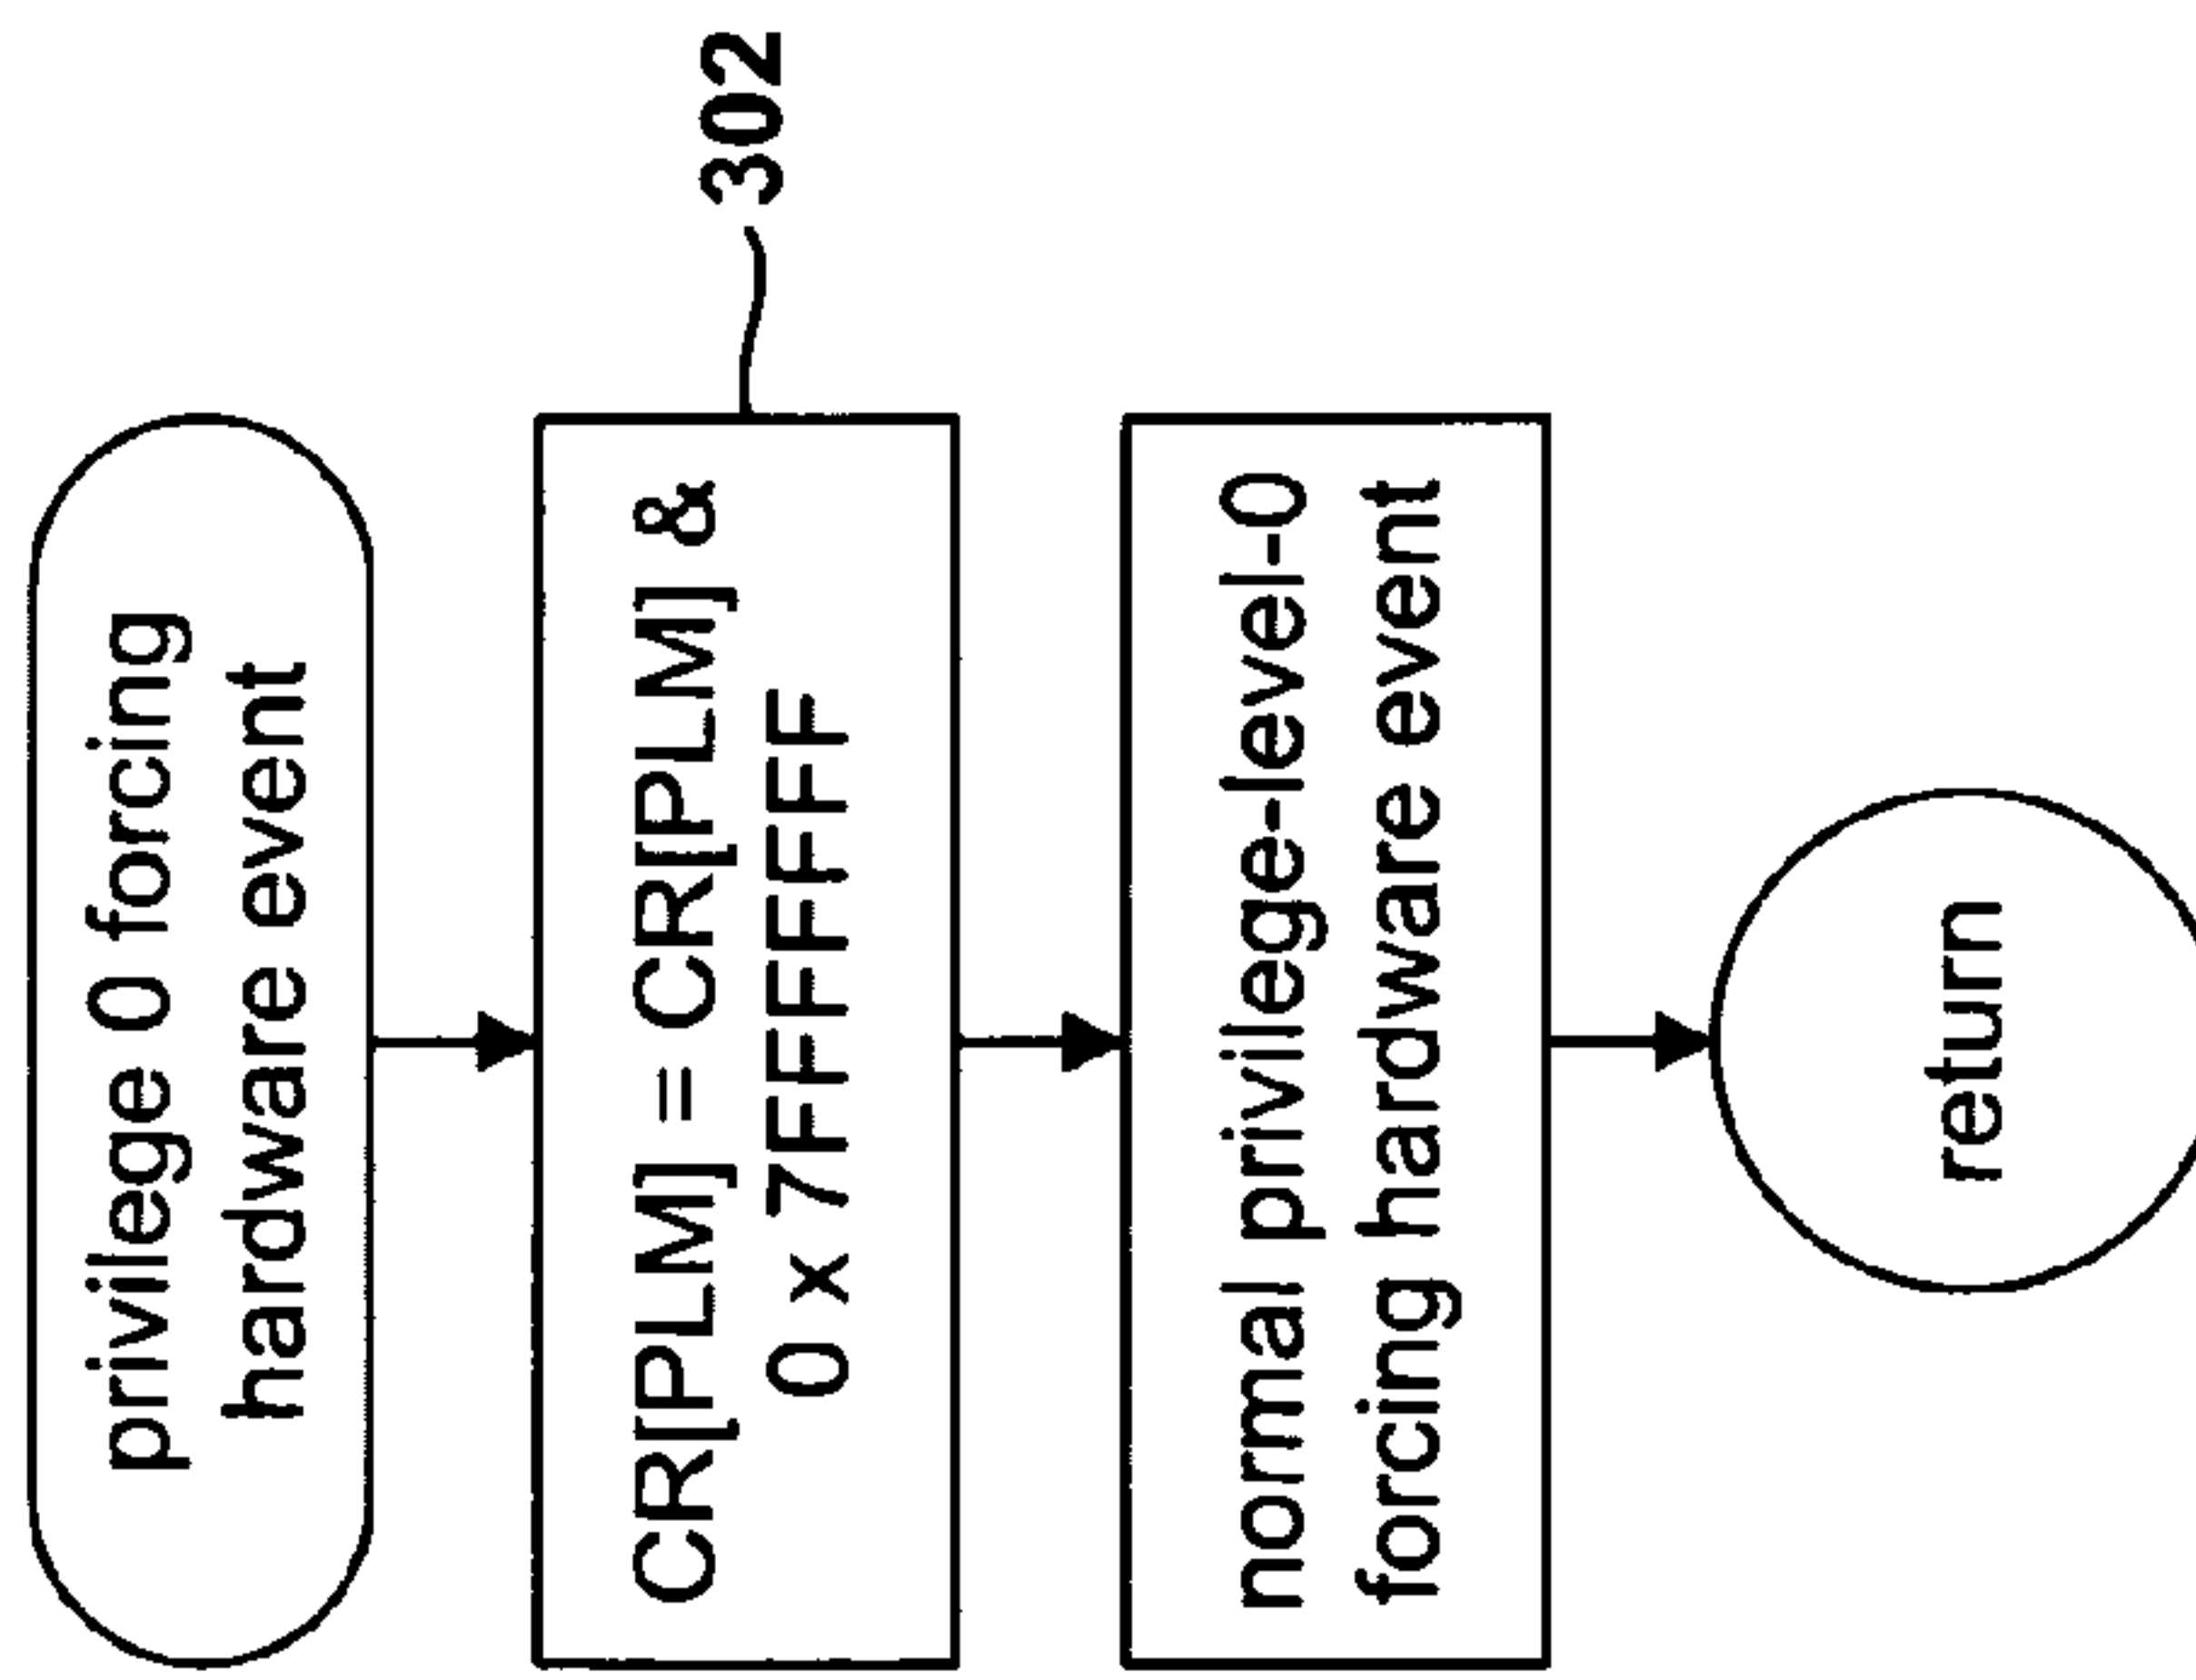 privilege 0 forcing
hardware event
CR[PLM] = CR[PLM] &
0 x 7FFFFFFF
302
normal privilege-level-0
forcing hardware event
return